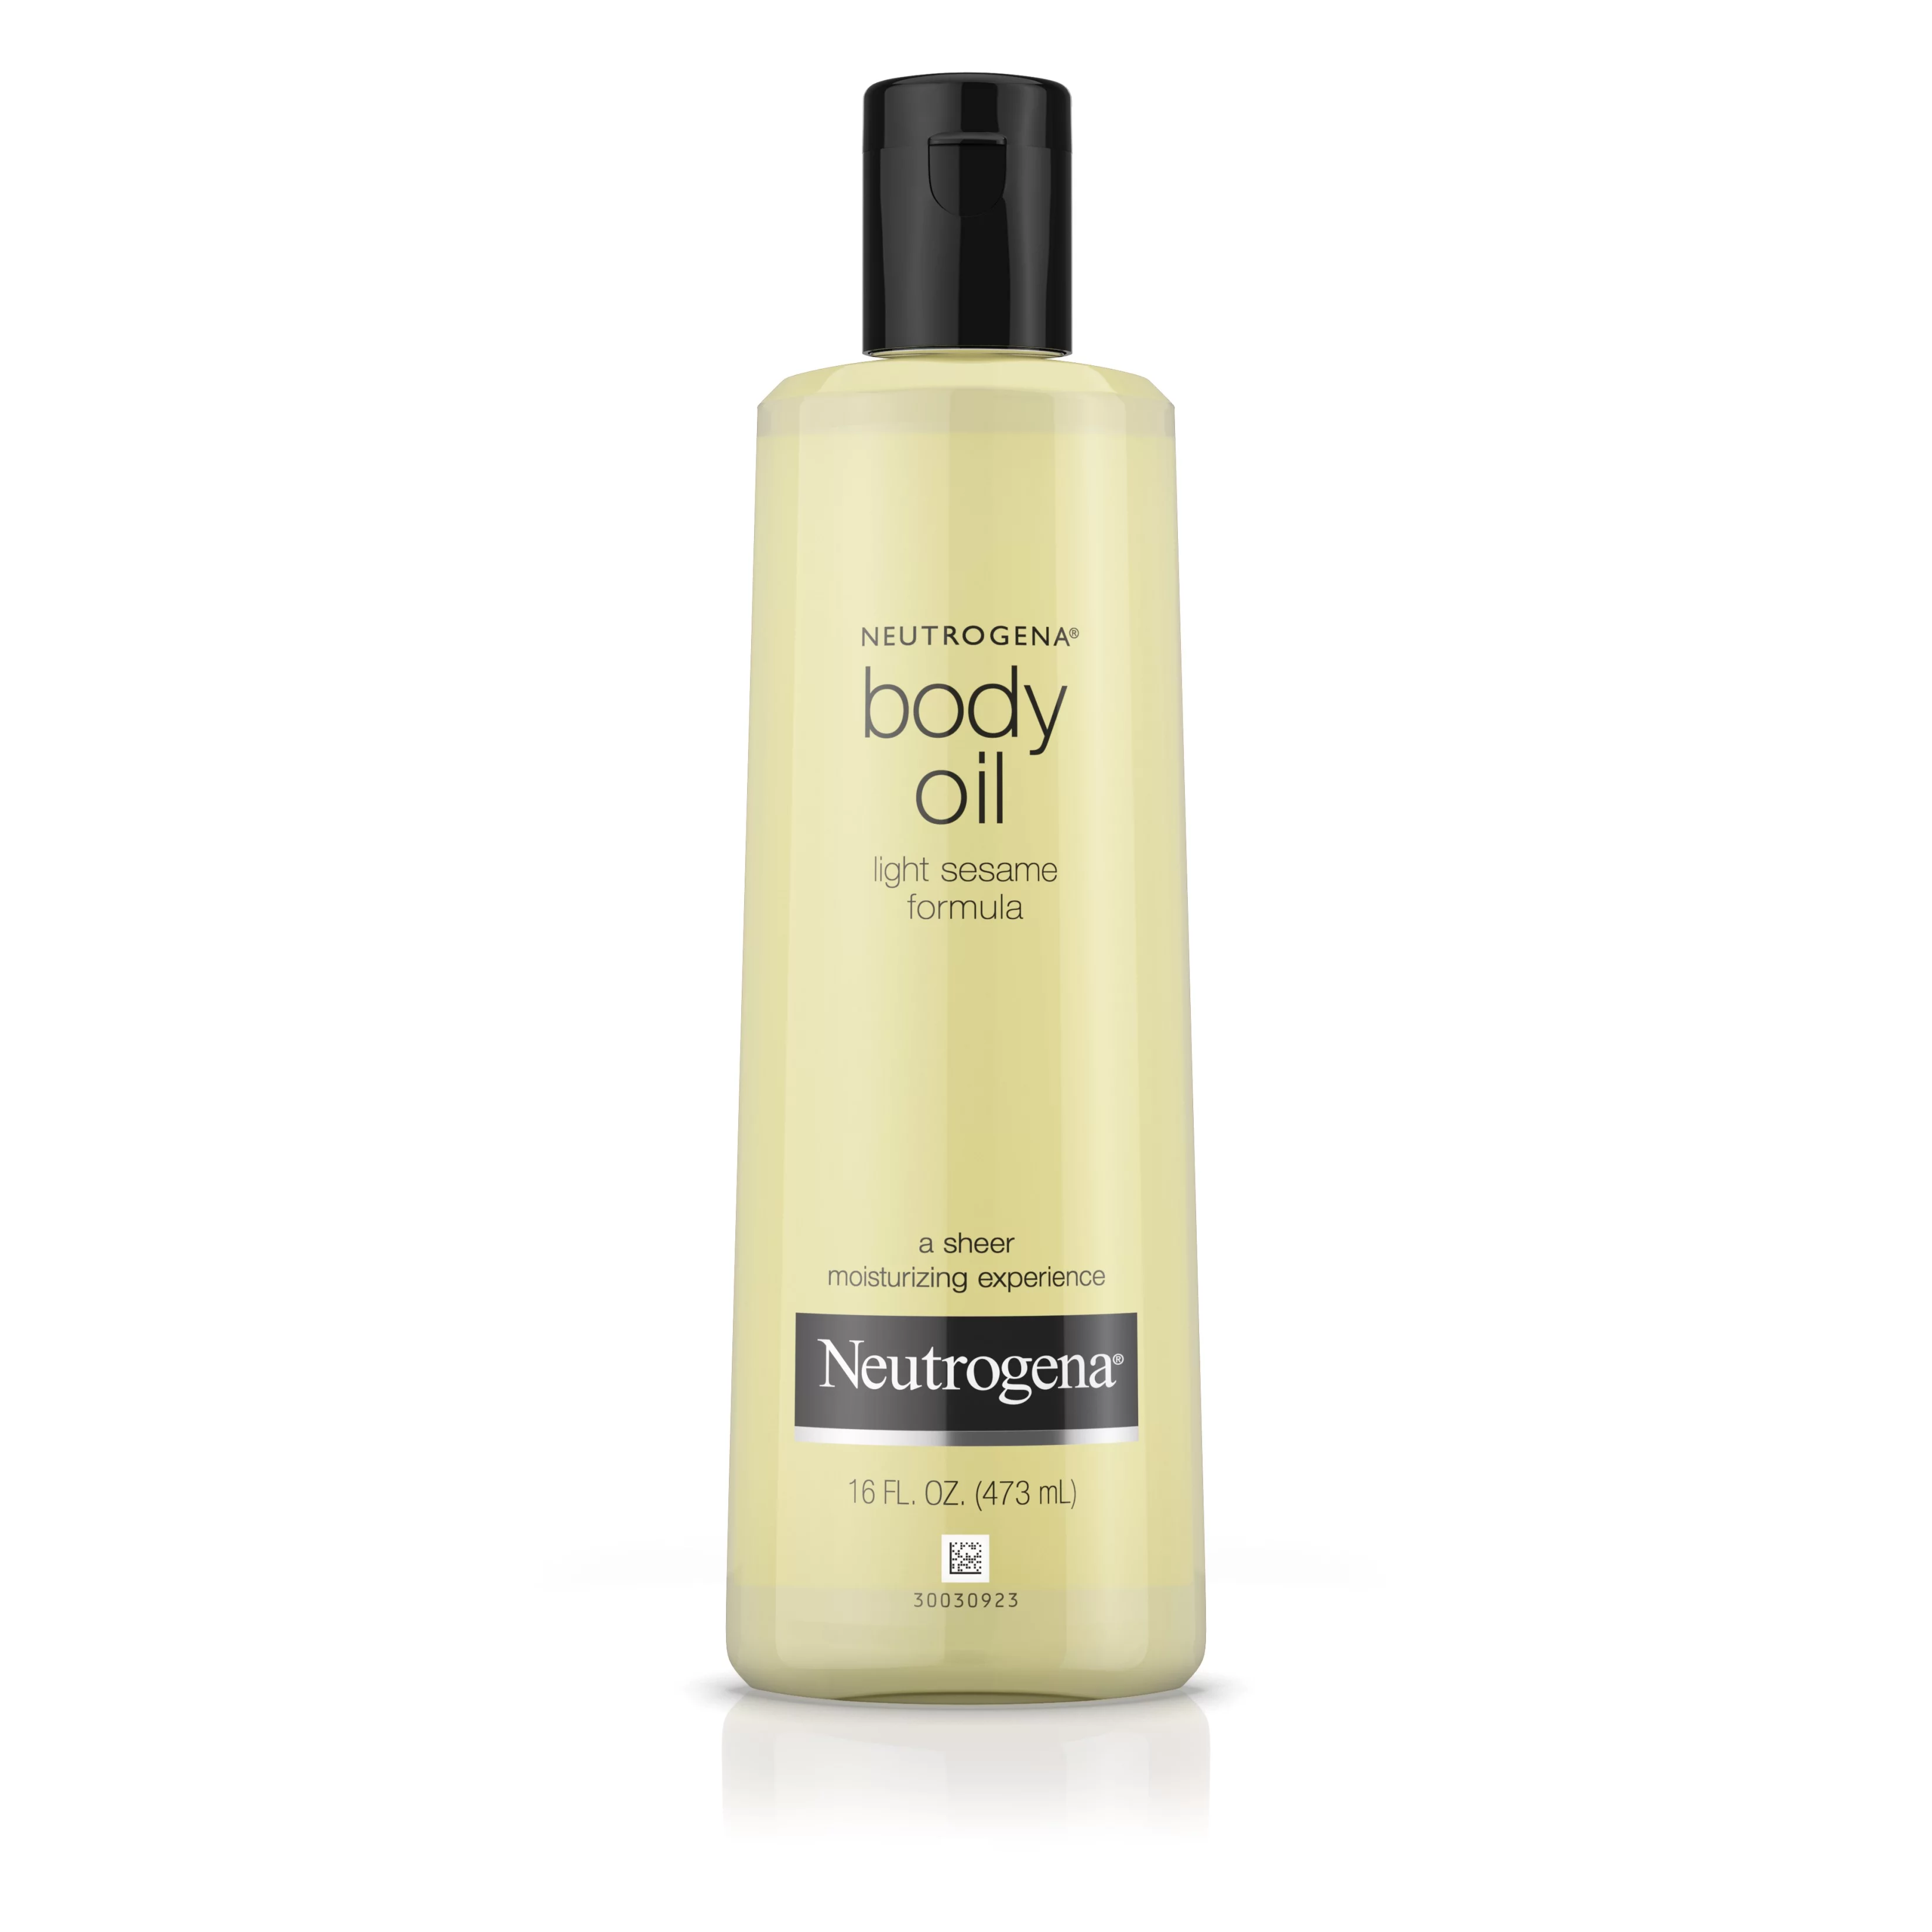 NEUTROGENA®
body
oil
light sesame
formula
a sheer
moisturizing experience
Neutrogena®
16 FL. OZ. (473 mL)
30030923